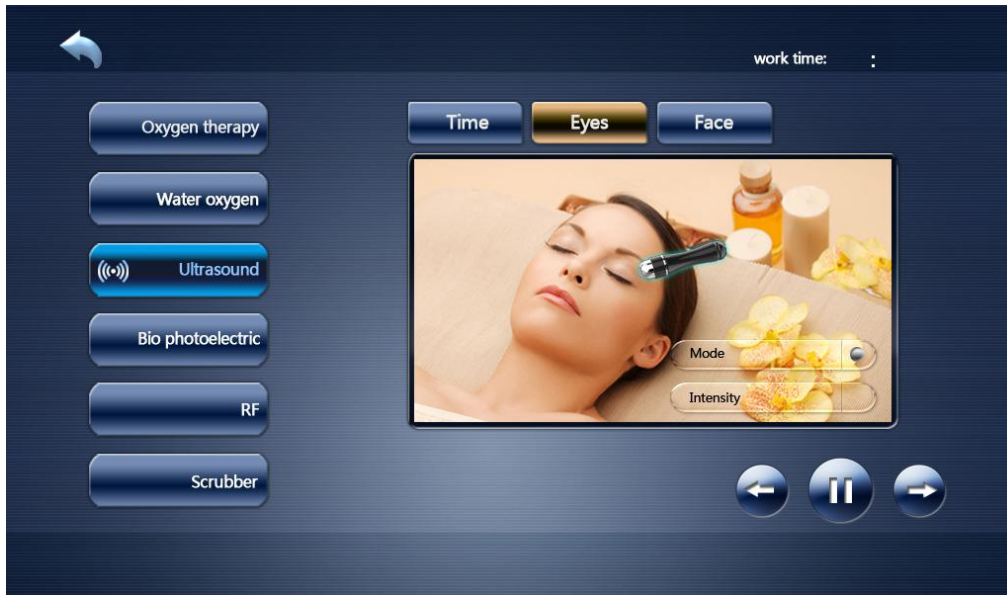 work time: :
Oxygen therapy
Water oxygen
Ultrasound
Bio photoelectric
RF
Scrubber
Time
Eyes
Face
Mode
Intensity